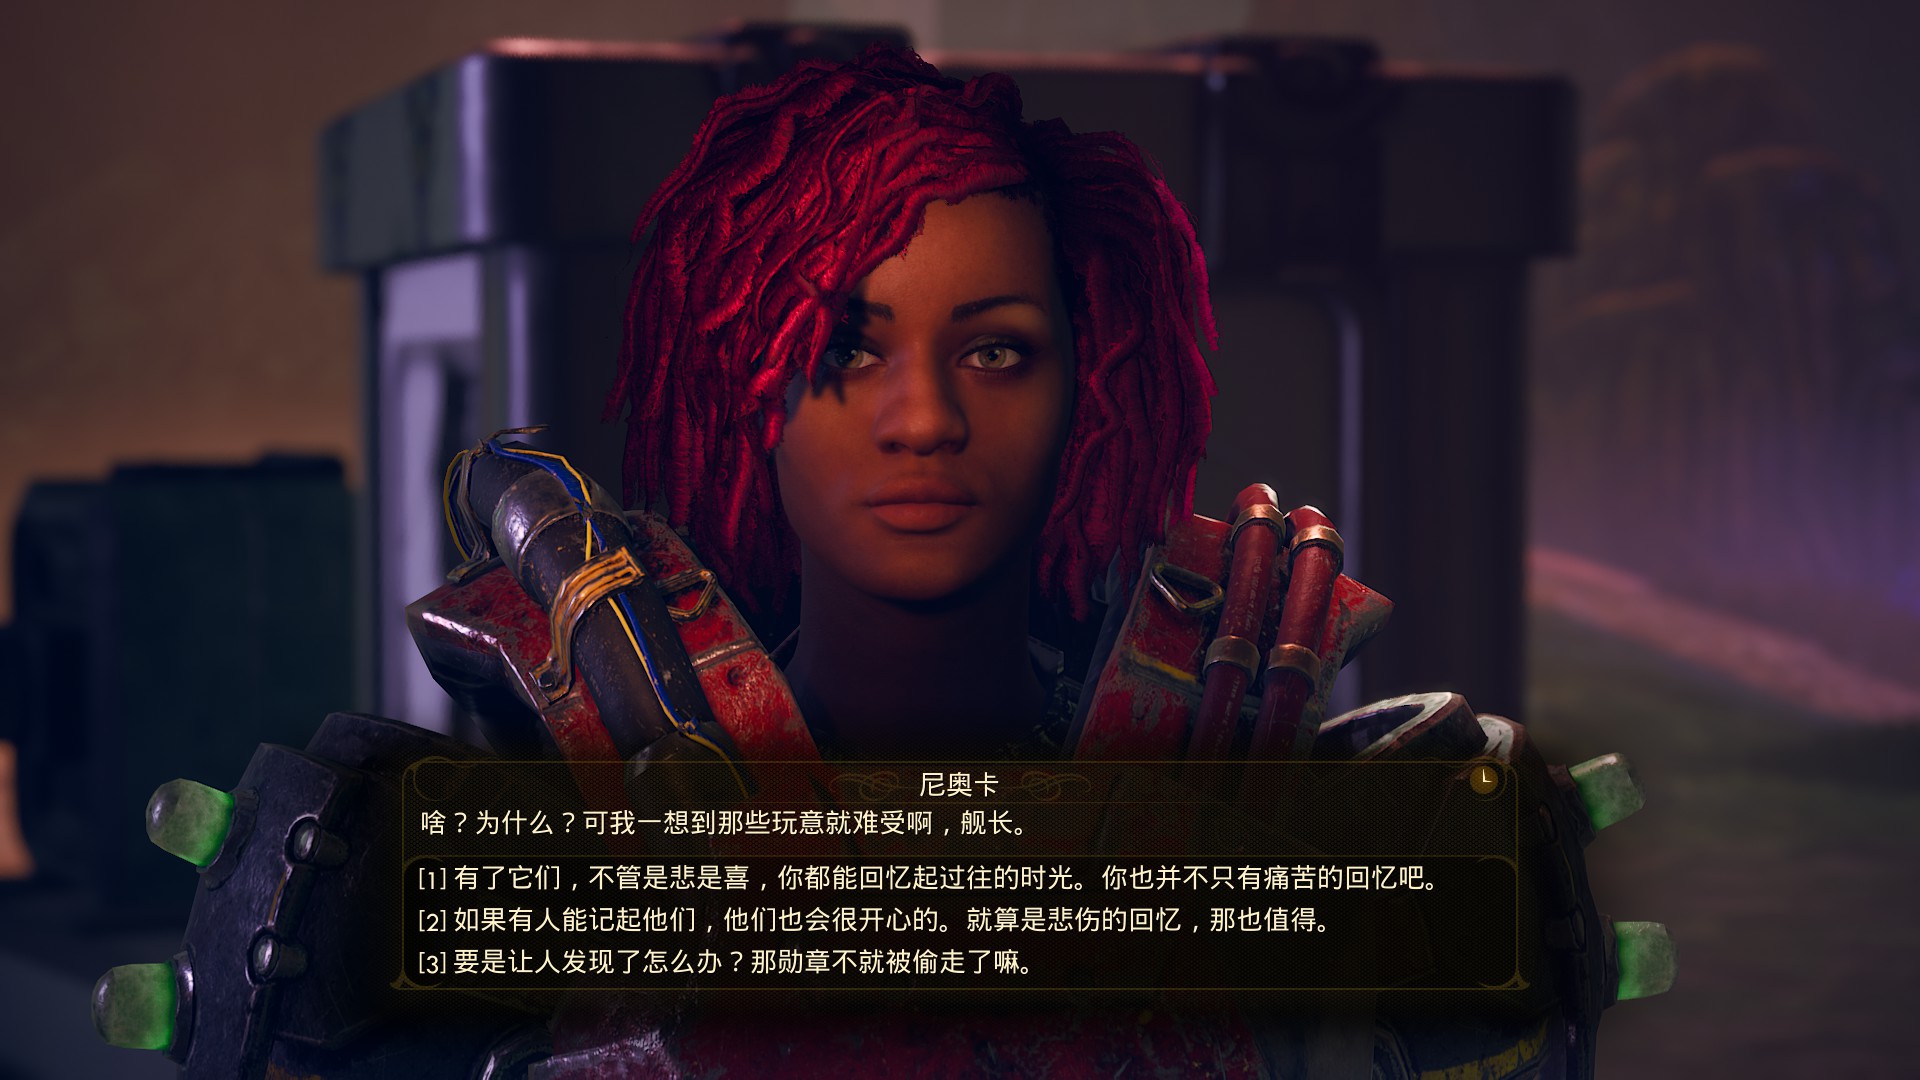 尼奥卡
啥？为什么？可我一想到那些玩意就难受啊，舰长。
[1] 有了它们，不管是悲是喜，你都能回忆起过往的时光。你也并不只有痛苦的回忆吧。
[2] 如果有人能记起他们，他们也会很开心的。就算是悲伤的回忆，那也值得。
[3] 要是让人发现了怎么办？那勋章不就被偷走了嘛。